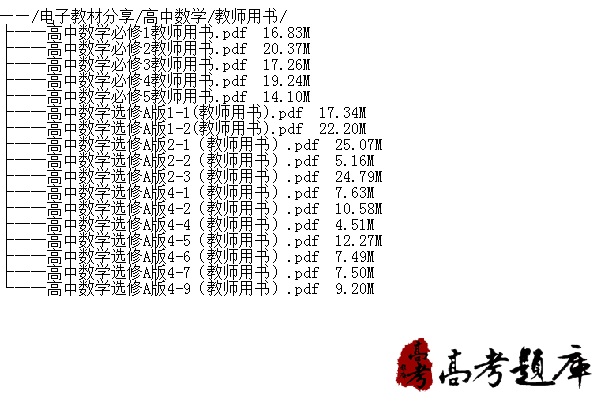 ——/电子教材分享/高中数学/教师用书/
├───高中数学必修1教师用书.pdf  16.83M
├───高中数学必修2教师用书.pdf  20.37M
├───高中数学必修3教师用书.pdf  17.26M
├───高中数学必修4教师用书.pdf  19.24M
├───高中数学必修5教师用书.pdf  14.10M
├───高中数学选修A版1-1(教师用书).pdf  17.34M
├───高中数学选修A版1-2(教师用书).pdf  22.20M
├───高中数学选修A版2-1（教师用书）.pdf  25.07M
├───高中数学选修A版2-2（教师用书）.pdf  5.16M
├───高中数学选修A版2-3（教师用书）.pdf  24.79M
├───高中数学选修A版4-1（教师用书）.pdf  7.63M
├───高中数学选修A版4-2（教师用书）.pdf  10.58M
├───高中数学选修A版4-4（教师用书）.pdf  4.51M
├───高中数学选修A版4-5（教师用书）.pdf  12.27M
├───高中数学选修A版4-6（教师用书）.pdf  7.49M
├───高中数学选修A版4-7（教师用书）.pdf  7.50M
└───高中数学选修A版4-9（教师用书）.pdf  9.20M
高考
高考题库